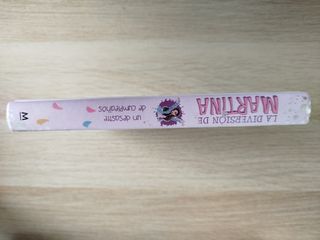 LA DIVERSIÓN DE
MARTINA
un desastre
de cumpleaños
M